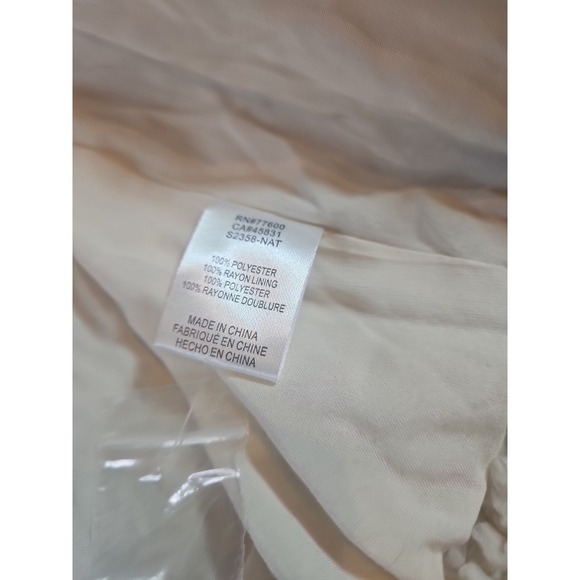 RN#77600
CA#45831
S2358-NAT
100% POLYESTER
100% RAYON LINING
100% POLYESTER
100% RAYONNE DOUBLURE
MADE IN CHINA
FABRIQUE EN CHINE
HECHO EN CHINA